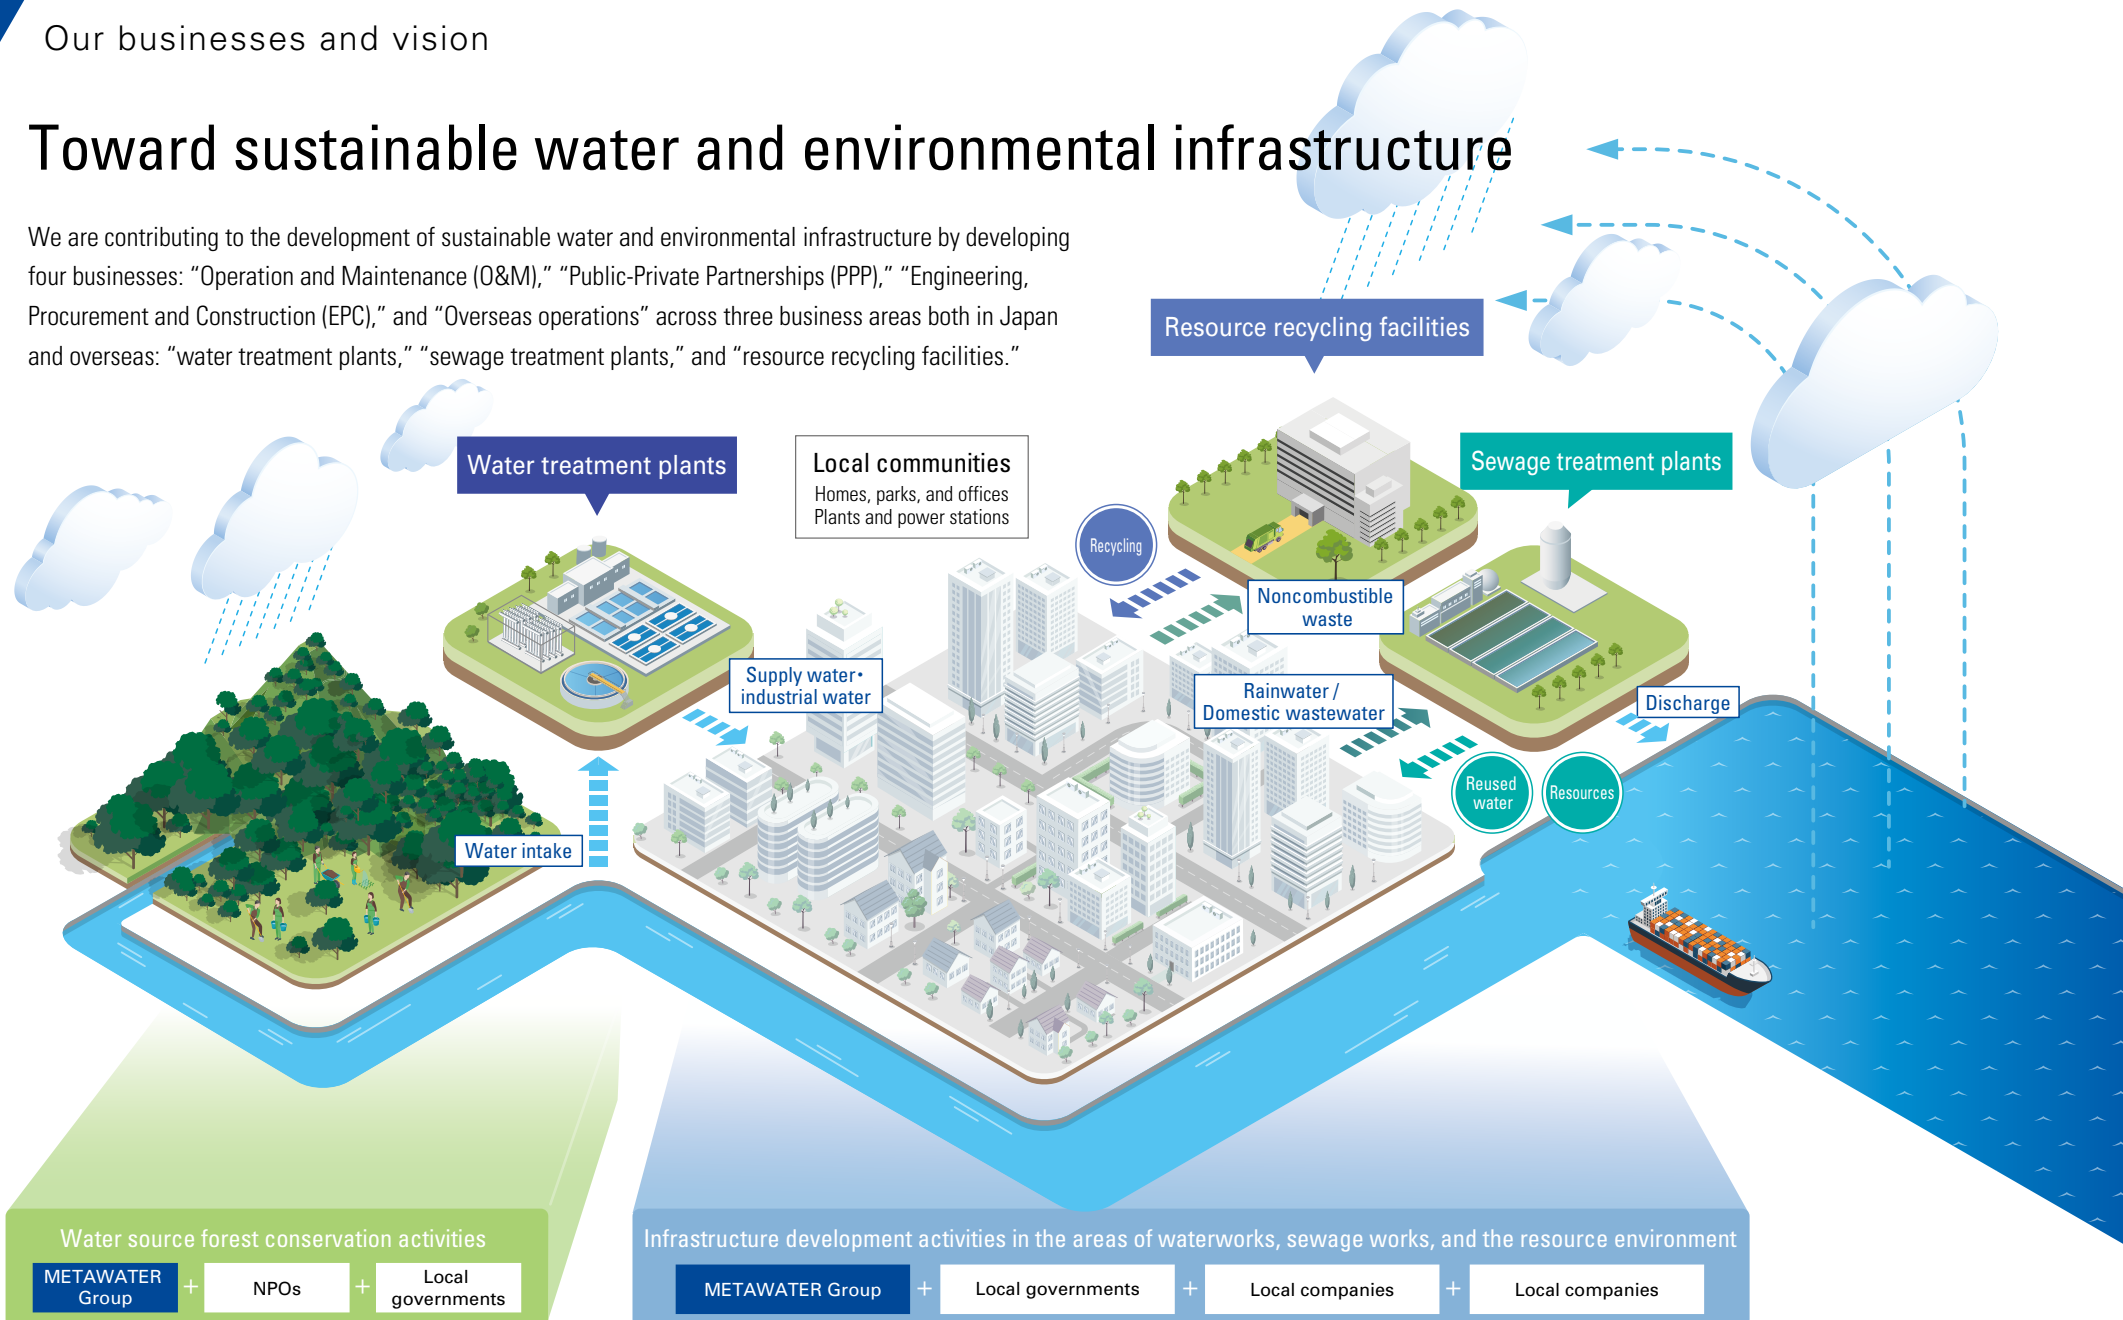 Our businesses and vision
Toward sustainable water and environmental infrastructure
We are contributing to the development of sustainable water and environmental infrastructure by developing
four businesses: “Operation and Maintenance (O&M),” “Public-Private Partnerships (PPP),” “Engineering,
Procurement and Construction (EPC),” and “Overseas operations” across three business areas both in Japan
and overseas: “water treatment plants,” “sewage treatment plants,” and “resource recycling facilities.”
Resource recycling facilities
Water treatment plants
Local communities
Homes, parks, and offices
Plants and power stations
Sewage treatment plants
Recycling
Noncombustible
waste
Supply water・
industrial water
Rainwater /
Domestic wastewater
Discharge
Reused
water
Resources
Water intake
Water source forest conservation activities
METAWATER
Group
+
NPOs
+
Local
governments
Infrastructure development activities in the areas of waterworks, sewage works, and the resource environment
METAWATER Group
+
Local governments
+
Local companies
+
Local companies